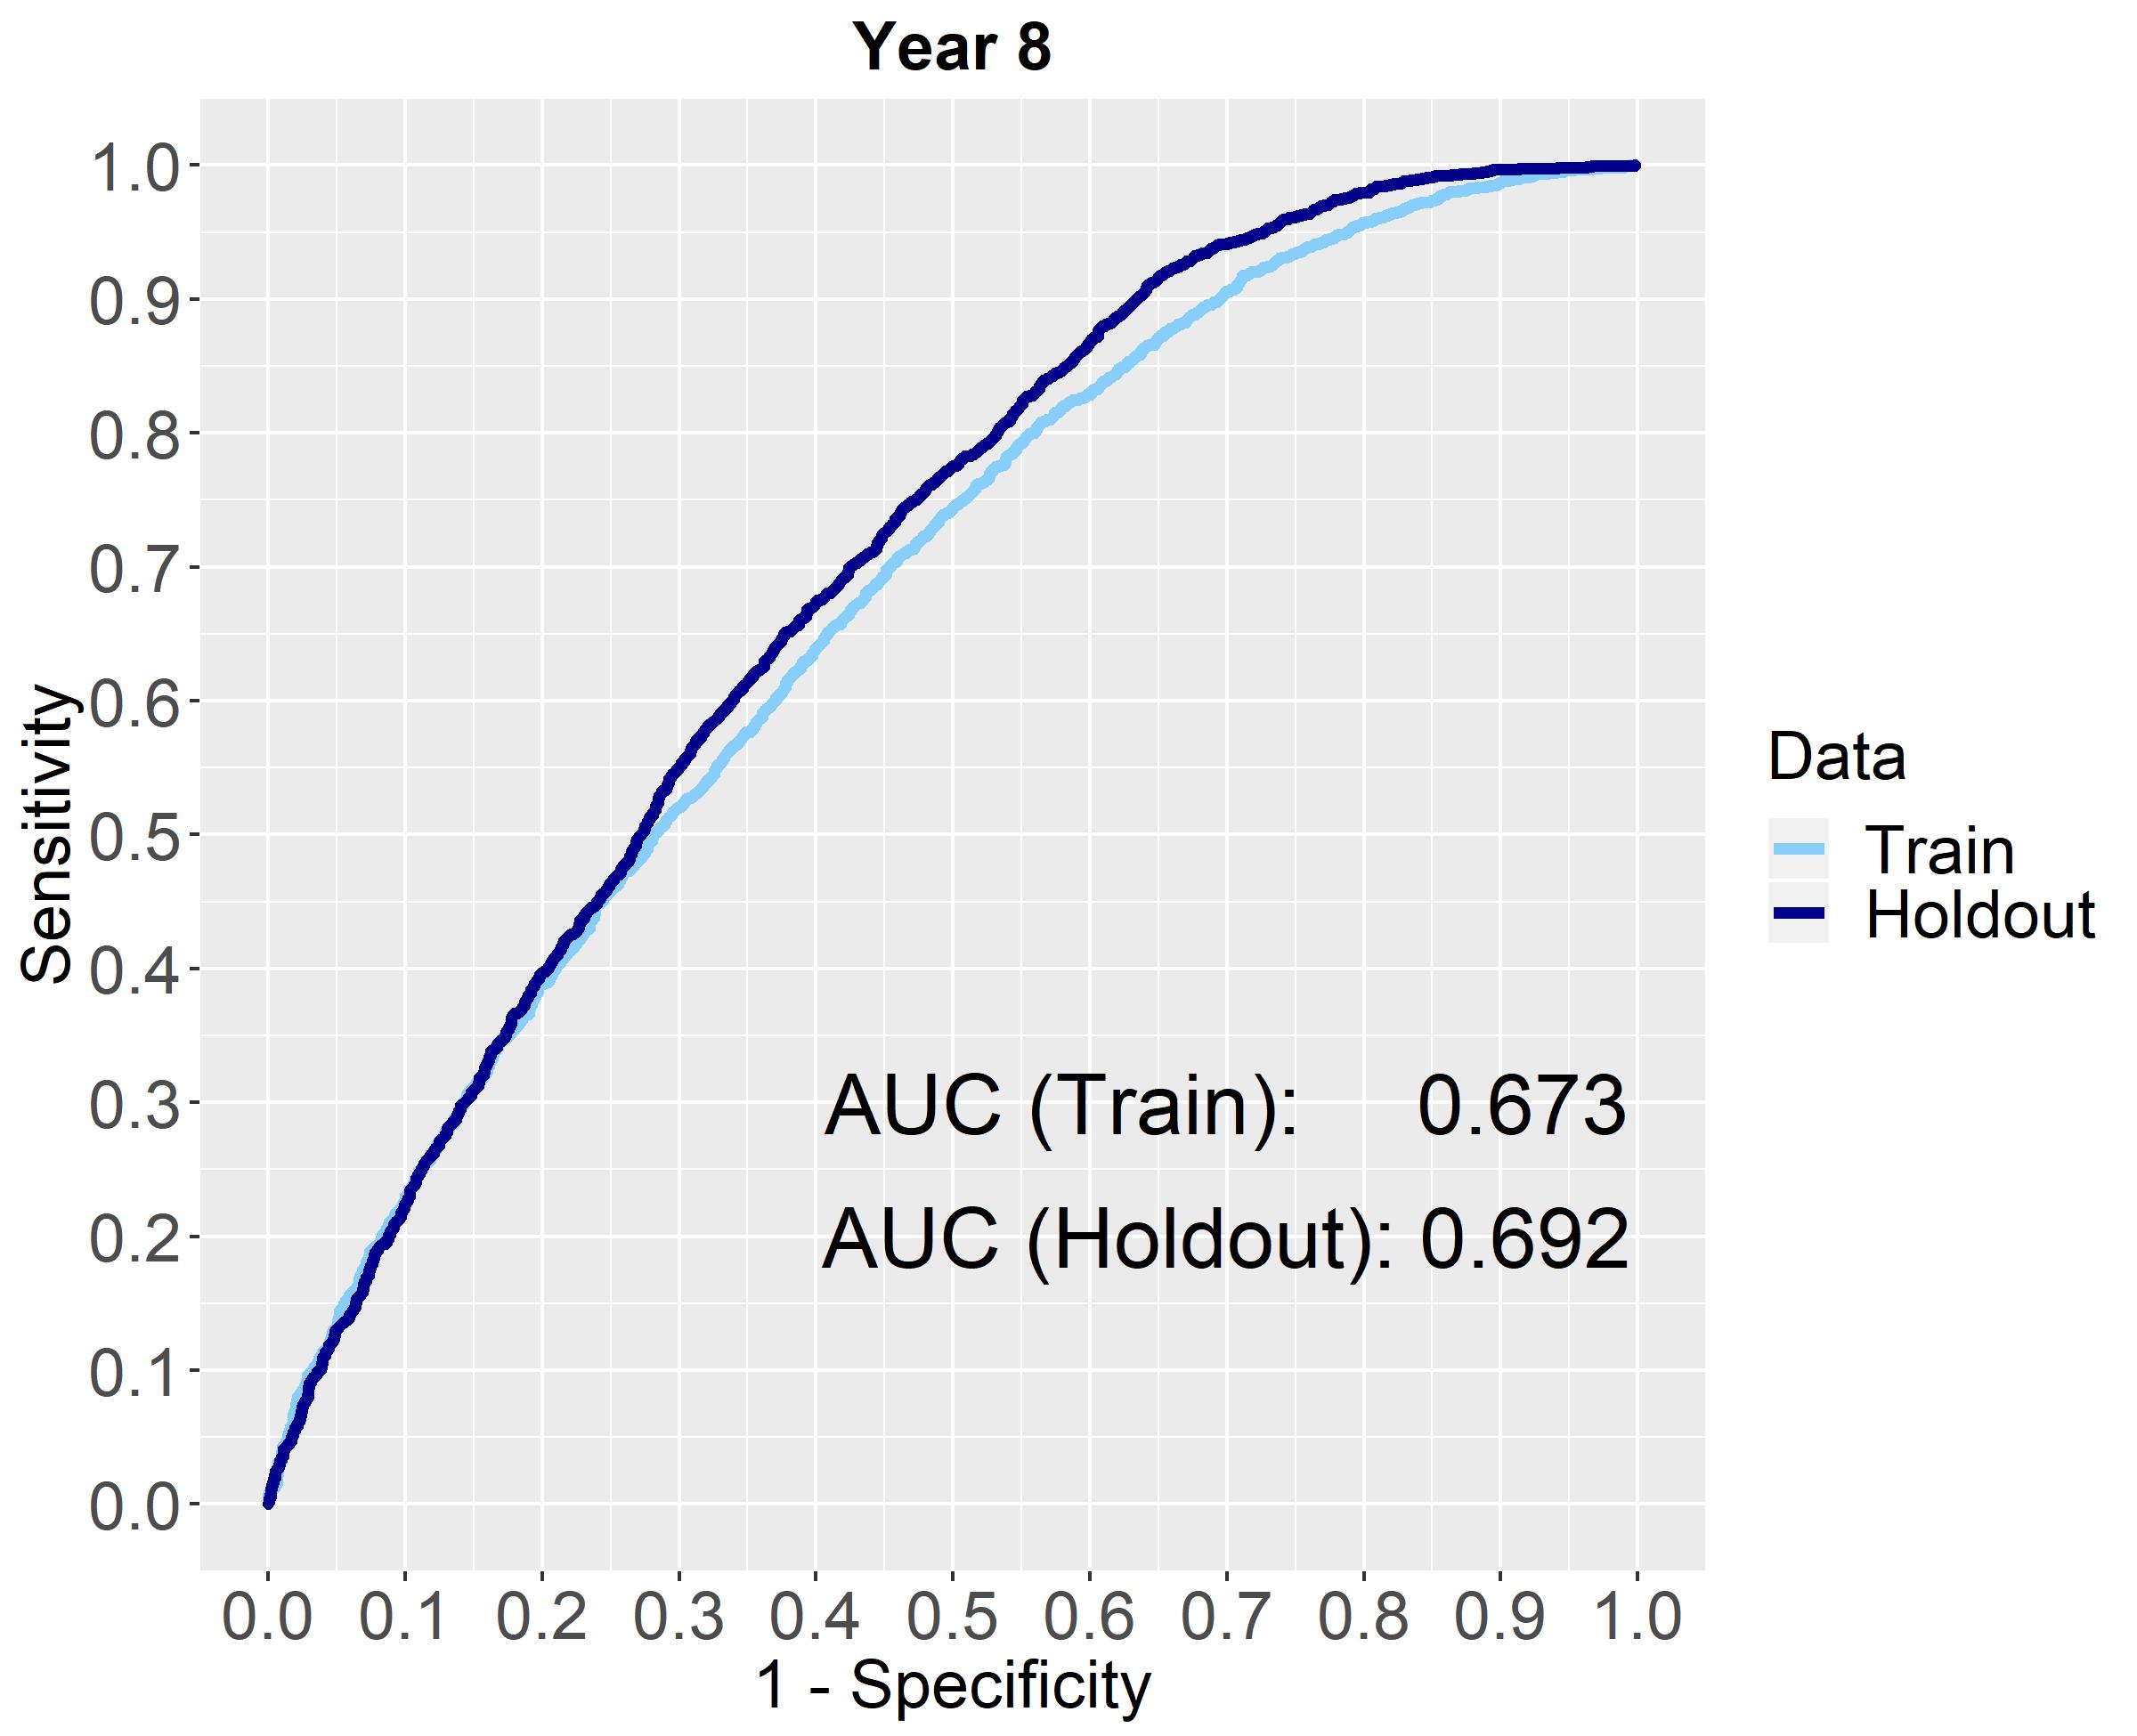 Year 8
1.0
0.9
0.8
0.7
0.6
0.5
0.4
0.3
0.2
0.1
0.0
Sensitivity
AUC (Train): 0.673
AUC (Holdout): 0.692
0.0 0.1 0.2 0.3 0.4 0.5 0.6 0.7 0.8 0.9 1.0
1 - Specificity
Data
Train
Holdout